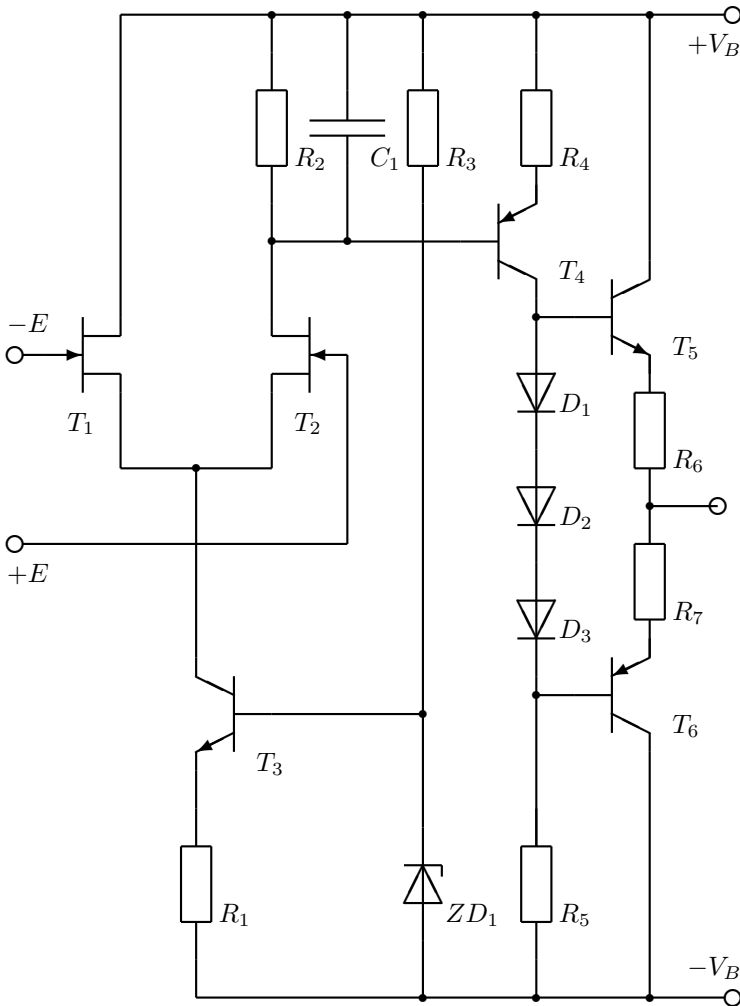 +V_B
R_2
C_1
R_3
R_4
T_4
−E
T_5
T_1
T_2
D_1
R_6
D_2
+E
R_7
D_3
T_6
T_3
R_1
ZD_1
R_5
−V_B